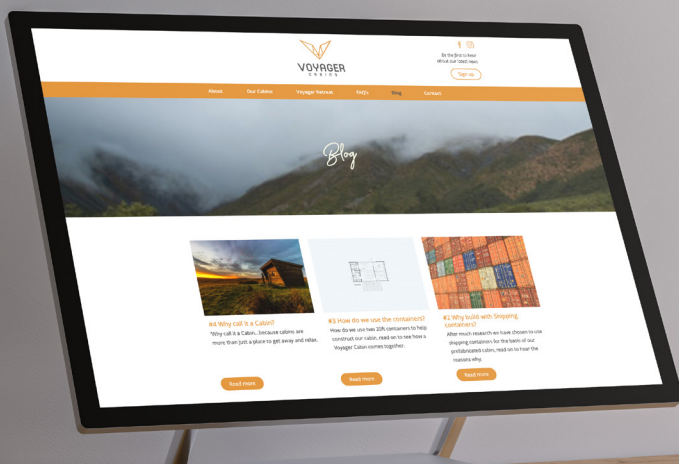 Be the first to hear
about our latest news
VOYAGER
CABINS
Sign up
About
Our Cabins
Voyager Retreat
FAQ's
Blog
Contact
Blog
#4 Why call it a Cabin?
"Why call it a Cabin...because cabins are
more than just a place to get away and relax.
Read more
#3 How do we use the containers?
How do we use two 20ft containers to help
construct our cabin, read on to see how a
Voyager Cabin comes together.
Read more
#2 Why build with Shipping
containers?
After much research we have chosen to use
shipping containers for the basis of our
prefabricated cabin, read on to hear the
reasons why.
Read more